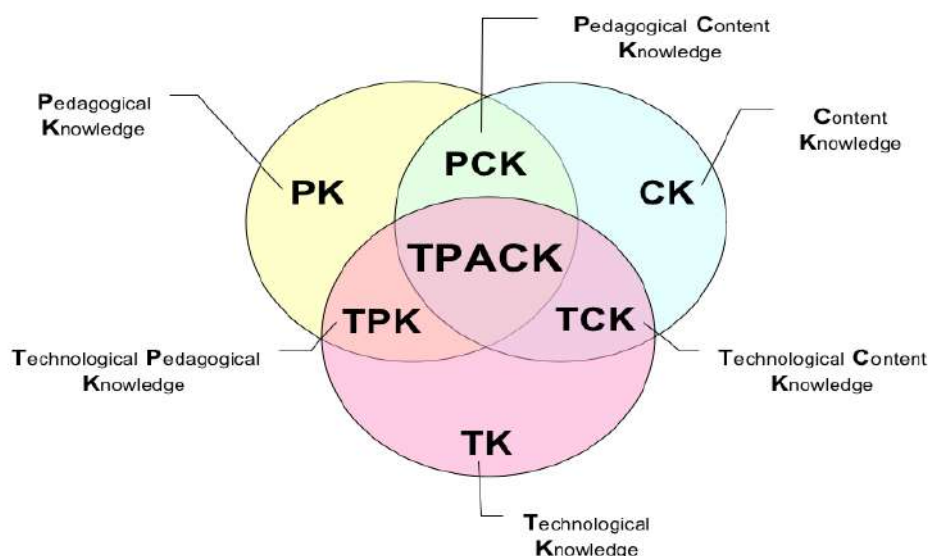 Pedagogical Content
Knowledge
Pedagogical
Knowledge
Content
Knowledge
PCK
PK
CK
TPACK
TPK
TCK
Technological Pedagogical
Knowledge
Technological Content
Knowledge
TK
Technological
Knowledge